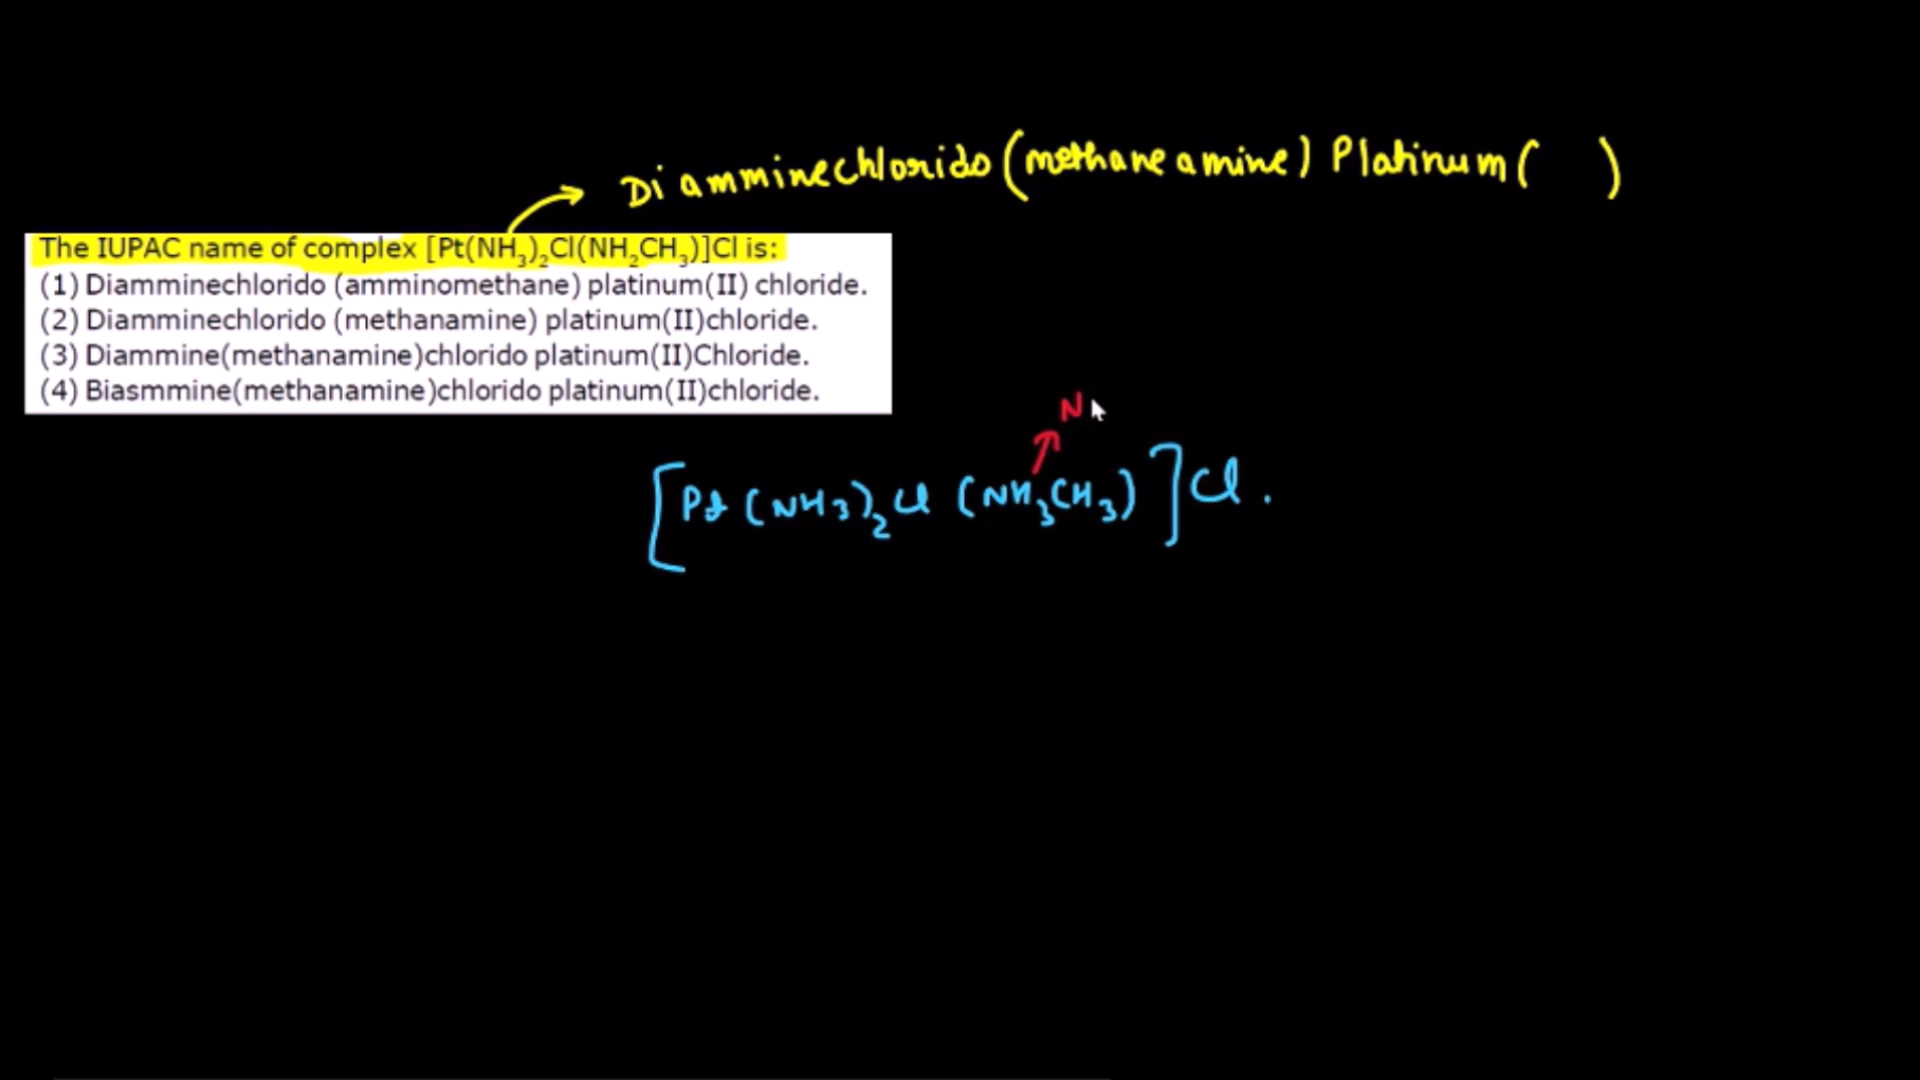 Diamminechlorido(methaneamine) Platinum( )
The IUPAC name of complex [Pt(NH₃)₂Cl(NH₂CH₃)]Cl is:
(1) Diamminechlorido (amminomethane) platinum(II) chloride.
(2) Diamminechlorido (methanamine) platinum(II)chloride.
(3) Diammine(methanamine)chlorido platinum(II)Chloride.
(4) Biasmmine(methanamine)chlorido platinum(II)chloride.
N
[Pt(NH₃)₂Cl(NH₃CH₃)]Cl.